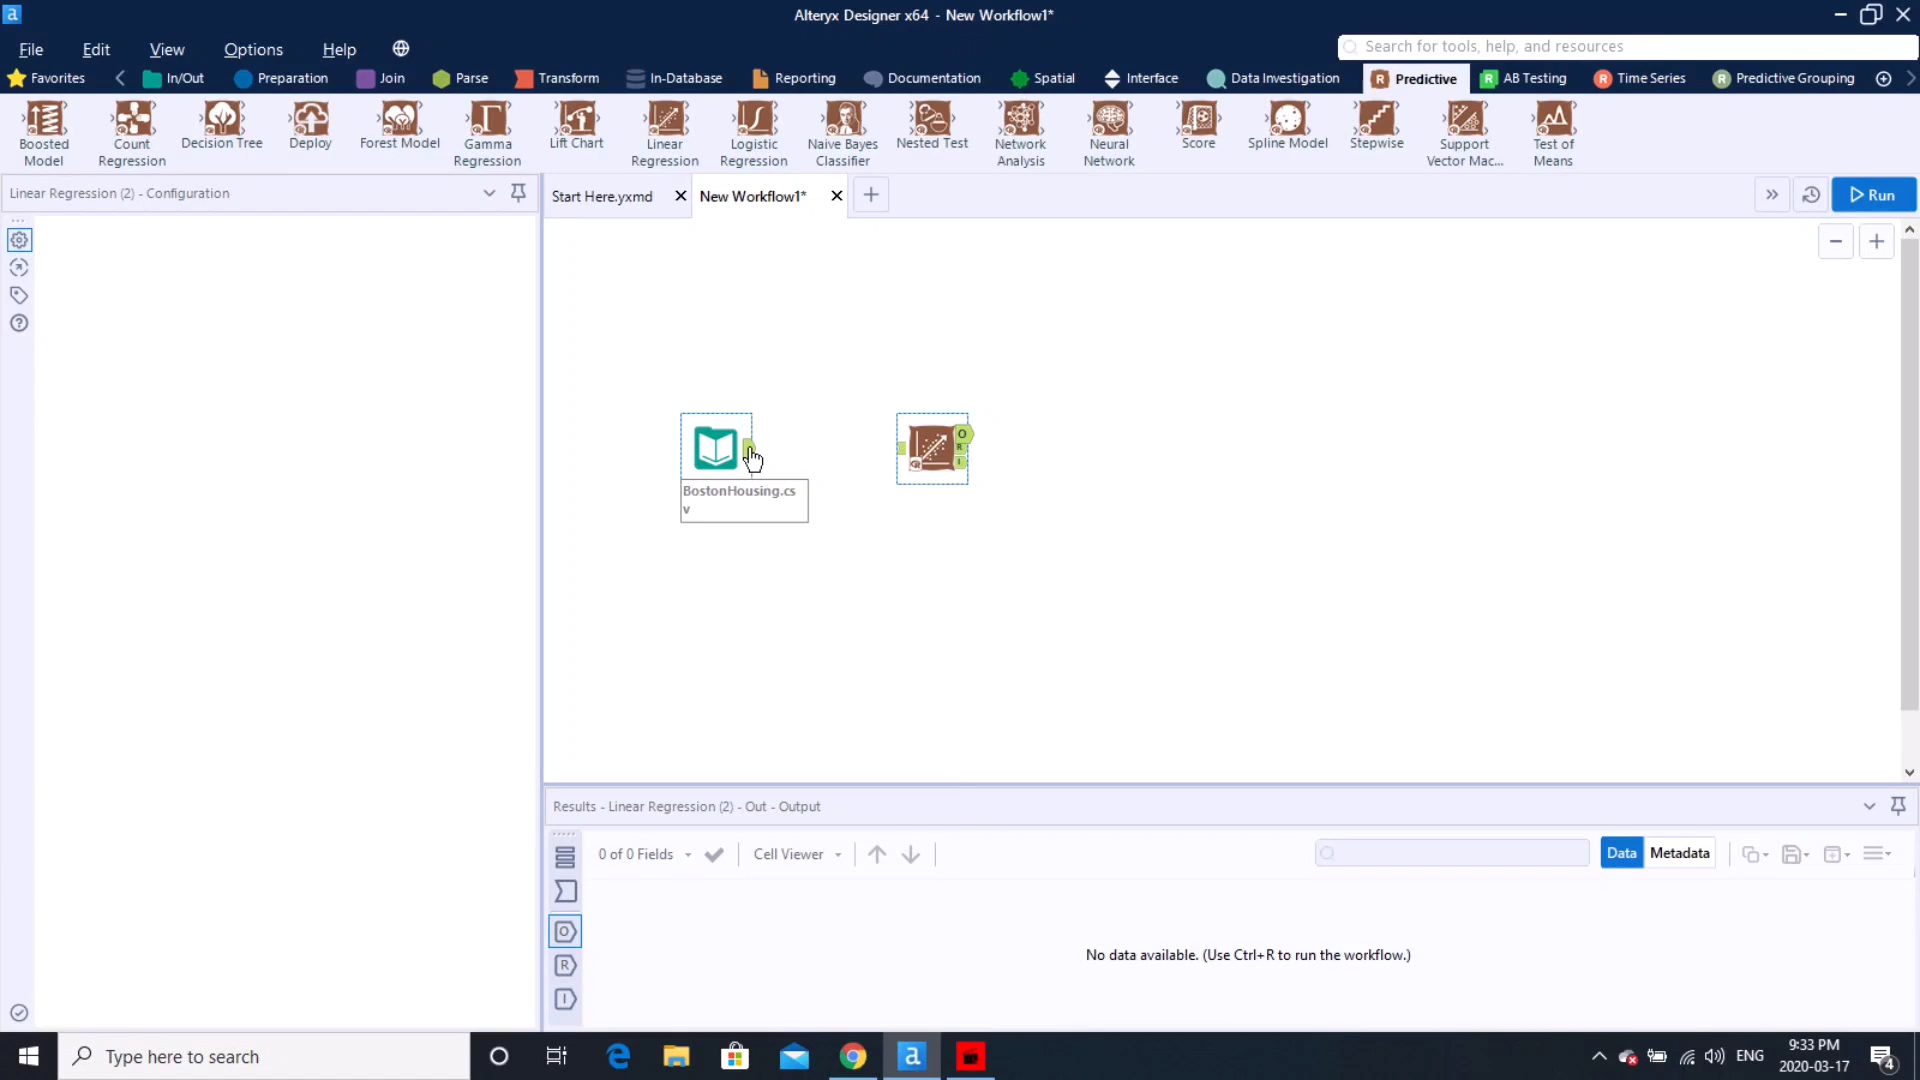 Alteryx Designer x64 - New Workflow1*
File Edit View Options Help
Search for tools, help, and resources
Favorites In/Out Preparation Join Parse Transform In-Database Reporting Documentation Spatial Interface Data Investigation Predictive AB Testing Time Series Predictive Grouping
Boosted Model
Count Regression
Decision Tree
Deploy
Forest Model
Gamma Regression
Lift Chart
Linear Regression
Logistic Regression
Naive Bayes Classifier
Nested Test
Network Analysis
Neural Network
Score
Spline Model
Stepwise
Support Vector Mac...
Test of Means
Linear Regression (2) - Configuration
Start Here.yxmd
New Workflow1*
Run
O
R
I
BostonHousing.cs
v
Results - Linear Regression (2) - Out - Output
0 of 0 Fields
Cell Viewer
Data
Metadata
O
R
I
No data available. (Use Ctrl+R to run the workflow.)
Type here to search
ENG
9:33 PM
2020-03-17
4